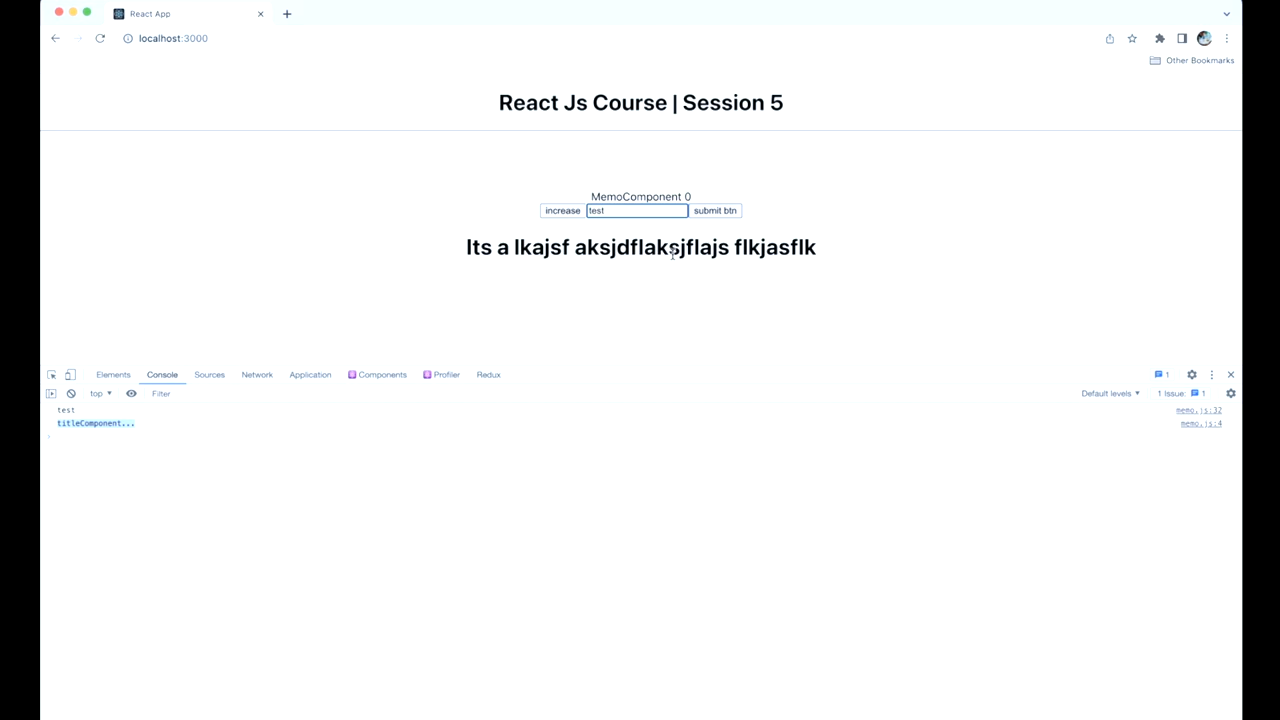 React App
localhost:3000
Other Bookmarks
React Js Course | Session 5
MemoComponent 0
increase test submit btn
Its a lkajsf aksjdflaksjflajs flkjasflk
Elements Console Sources Network Application Components Profiler Redux 1
top Filter Default levels 1 Issue: 1
test memo.js:32
titleComponent... memo.js:4